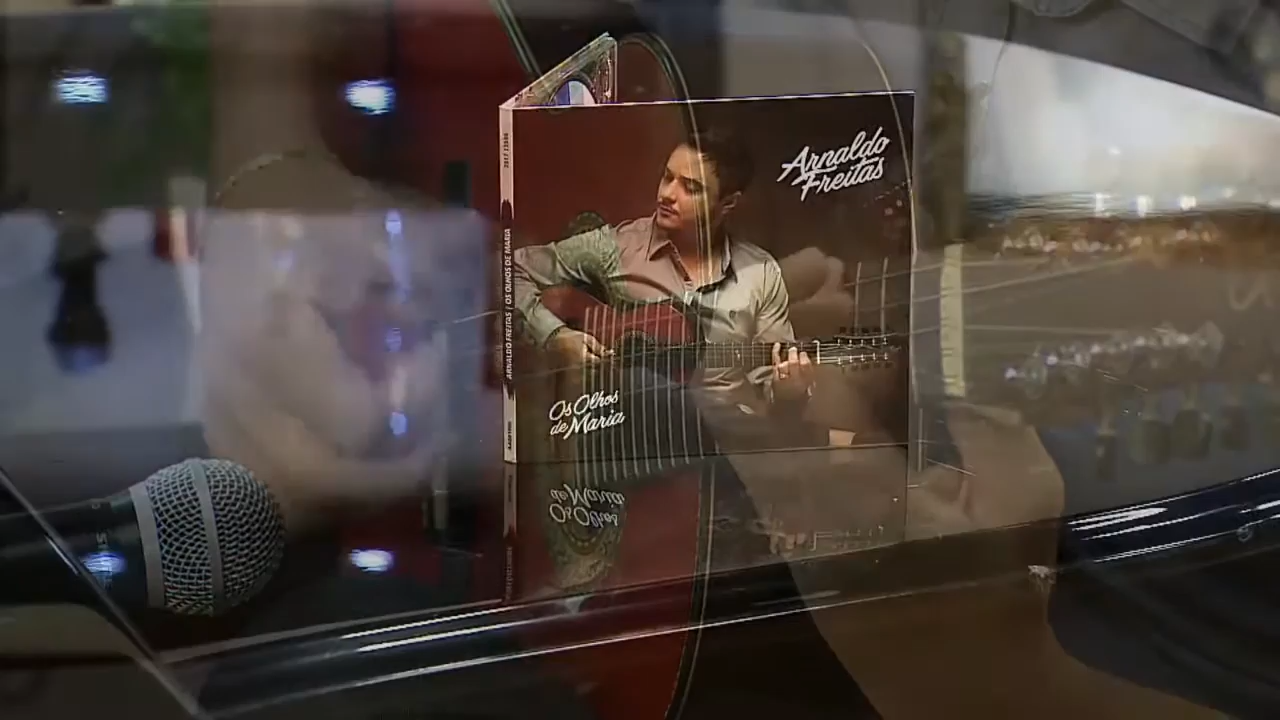 Arnaldo
Freitas
ARNALDO FREITAS | OS OLHOS DE MARIA
Os Olhos
de Maria